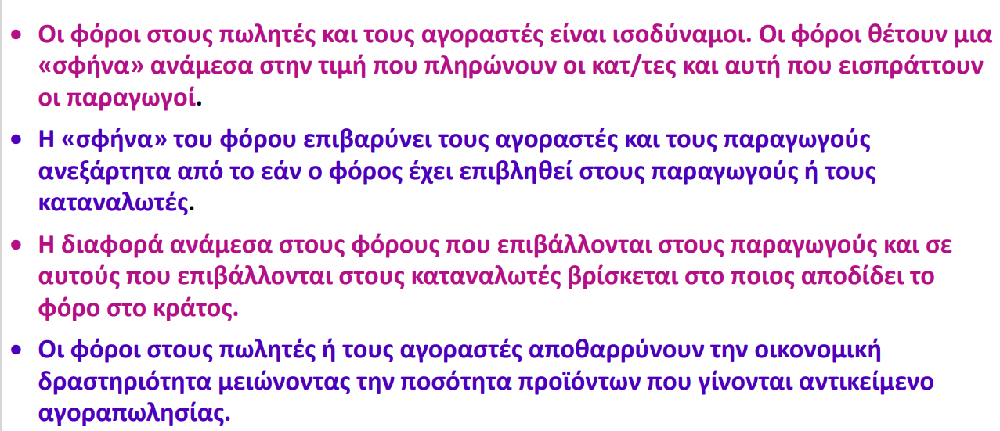 • Οι φόροι στους πωλητές και τους αγοραστές είναι ισοδύναμοι. Οι φόροι θέτουν μια
«σφήνα» ανάμεσα στην τιμή που πληρώνουν οι κατ/τες και αυτή που εισπράττουν
οι παραγωγοί.
• Η «σφήνα» του φόρου επιβαρύνει τους αγοραστές και τους παραγωγούς
ανεξάρτητα από το εάν ο φόρος έχει επιβληθεί στους παραγωγούς ή τους
καταναλωτές.
• Η διαφορά ανάμεσα στους φόρους που επιβάλλονται στους παραγωγούς και σε
αυτούς που επιβάλλονται στους καταναλωτές βρίσκεται στο ποιος αποδίδει το
φόρο στο κράτος.
• Οι φόροι στους πωλητές ή τους αγοραστές αποθαρρύνουν την οικονομική
δραστηριότητα μειώνοντας την ποσότητα προϊόντων που γίνονται αντικείμενο
αγοραπωλησίας.